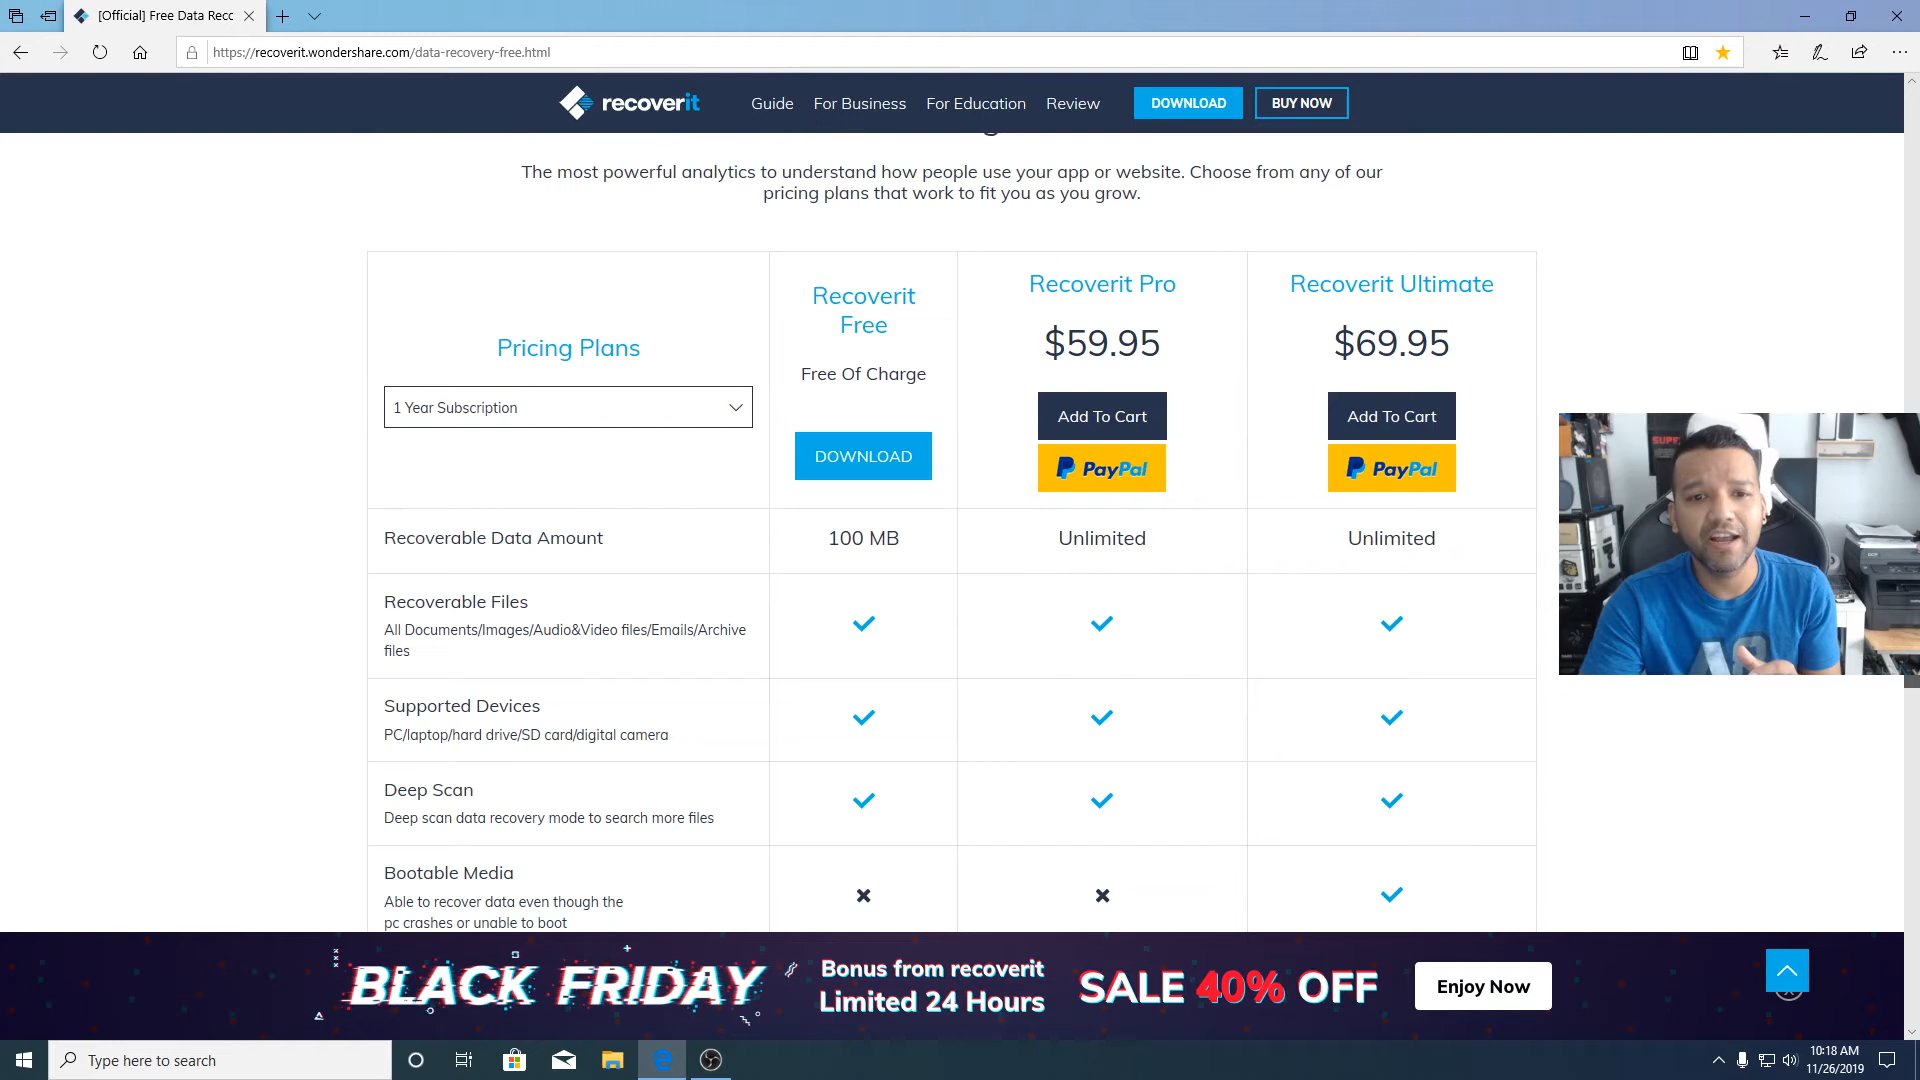 [Official] Free Data Recc
https://recoverit.wondershare.com/data-recovery-free.html
recoverit
Guide
For Business
For Education
Review
DOWNLOAD
BUY NOW
The most powerful analytics to understand how people use your app or website. Choose from any of our
pricing plans that work to fit you as you grow.
Pricing Plans
1 Year Subscription
Recoverit
Free
Free Of Charge
DOWNLOAD
Recoverit Pro
$59.95
Add To Cart
PayPal
Recoverit Ultimate
$69.95
Add To Cart
PayPal
Recoverable Data Amount
100 MB
Unlimited
Unlimited
Recoverable Files
All Documents/Images/Audio&Video files/Emails/Archive
files
Supported Devices
PC/laptop/hard drive/SD card/digital camera
Deep Scan
Deep scan data recovery mode to search more files
Bootable Media
Able to recover data even though the
pc crashes or unable to boot
BLACK FRIDAY
Bonus from recoverit
Limited 24 Hours
SALE 40% OFF
Enjoy Now
Type here to search
10:18 AM
11/26/2019